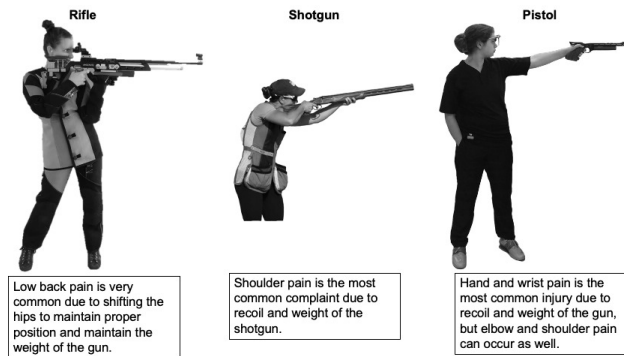 Rifle
Shotgun
Pistol
Low back pain is very
common due to shifting the
hips to maintain proper
position and maintain the
weight of the gun.
Shoulder pain is the most
common complaint due to
recoil and weight of the
shotgun.
Hand and wrist pain is the
most common injury due to
recoil and weight of the gun,
but elbow and shoulder pain
can occur as well.